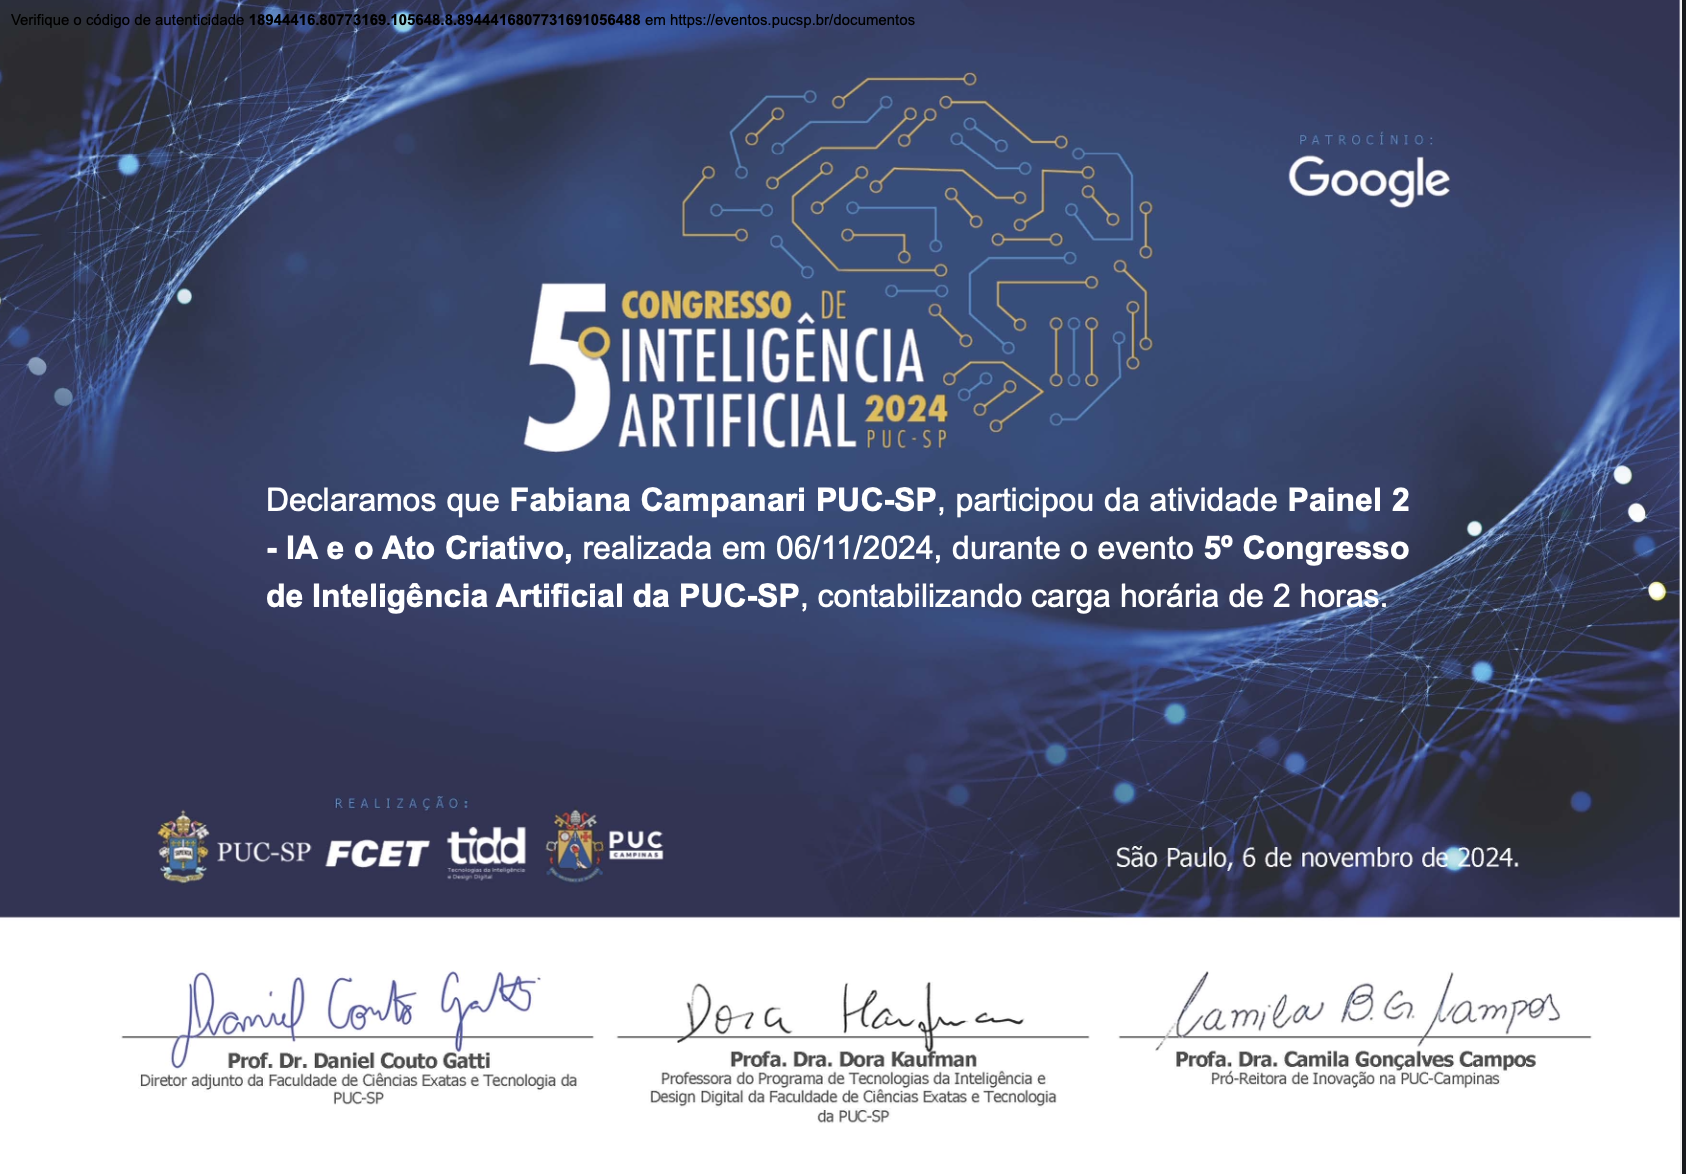 Verifique o código de autenticidade 18944416.80773169.105648.8.8944416807731691056488 em https://eventos.pucsp.br/documentos
PATROCÍNIO:
Google
5º CONGRESSO DE
INTELIGÊNCIA
ARTIFICIAL 2024
PUC-SP
Declaramos que Fabiana Campanari PUC-SP, participou da atividade Painel 2
- IA e o Ato Criativo, realizada em 06/11/2024, durante o evento 5º Congresso
de Inteligência Artificial da PUC-SP, contabilizando carga horária de 2 horas.
REALIZAÇÃO:
PUC-SP FCET tidd PUC
CAMPINAS
Tecnologias da Inteligência
e Design Digital
São Paulo, 6 de novembro de 2024.
Daniel Couto Gatti Dora Kaufman Camila B.G. Campos
Prof. Dr. Daniel Couto Gatti
Diretor adjunto da Faculdade de Ciências Exatas e Tecnologia da
PUC-SP
Profa. Dra. Dora Kaufman
Professora do Programa de Tecnologias da Inteligência e
Design Digital da Faculdade de Ciências Exatas e Tecnologia
da PUC-SP
Profa. Dra. Camila Gonçalves Campos
Pró-Reitora de Inovação na PUC-Campinas